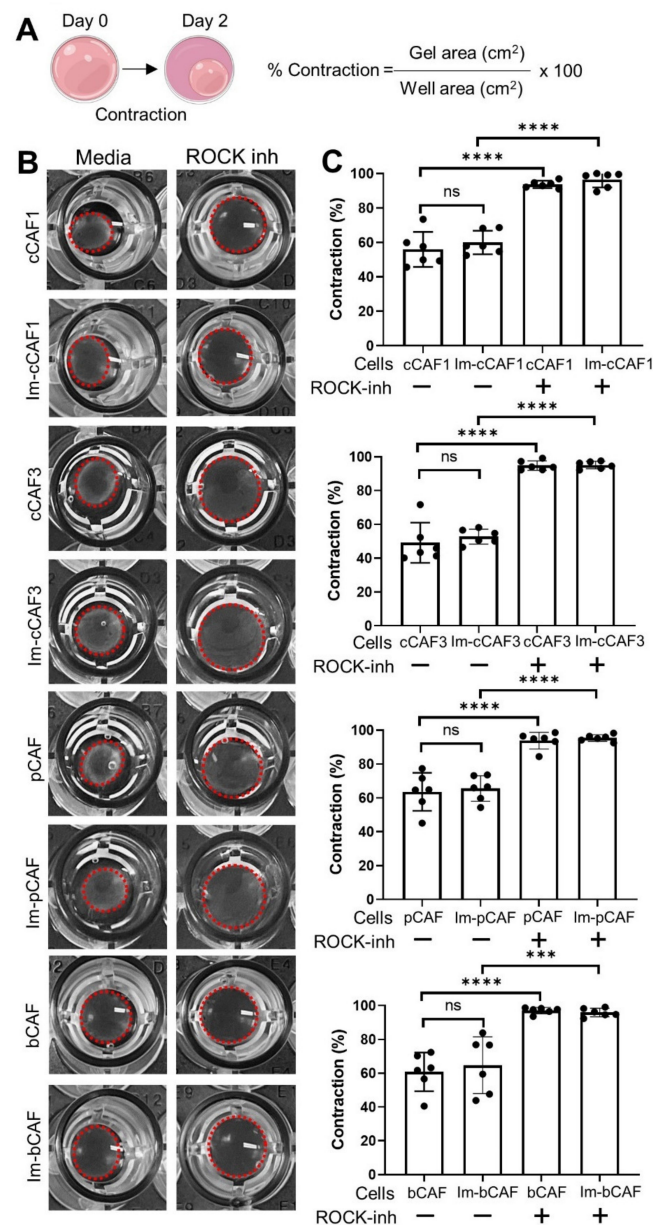 A
Day 0
Day 2
Contraction
% Contraction = Gel area (cm²) / Well area (cm²) x 100
B
Media
ROCK inh
cCAF1
Im-cCAF1
cCAF3
Im-cCAF3
pCAF
Im-pCAF
bCAF
Im-bCAF
C
****
****
ns
Contraction (%)
100
80
60
40
20
0
Cells cCAF1 Im-cCAF1 cCAF1 Im-cCAF1
ROCK-inh − − + +
****
****
ns
Contraction (%)
100
80
60
40
20
0
Cells cCAF3 Im-cCAF3 cCAF3 Im-cCAF3
ROCK-inh − − + +
****
****
ns
Contraction (%)
100
80
60
40
20
0
Cells pCAF Im-pCAF pCAF Im-pCAF
ROCK-inh − − + +
***
****
ns
Contraction (%)
100
80
60
40
20
0
Cells bCAF Im-bCAF bCAF Im-bCAF
ROCK-inh − − + +